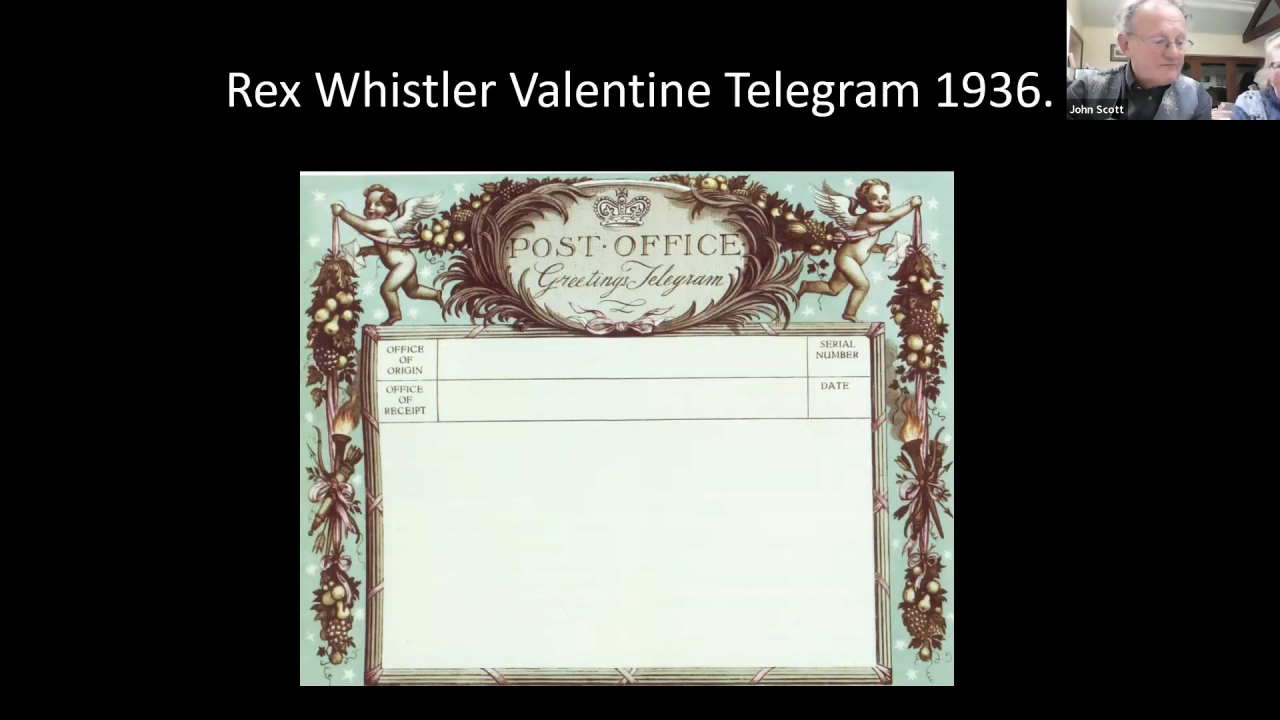 Rex Whistler Valentine Telegram 1936.
John Scott
POST·OFFICE
Greetings Telegram
OFFICE
OF
ORIGIN
SERIAL
NUMBER
OFFICE
OF
RECEIPT
DATE